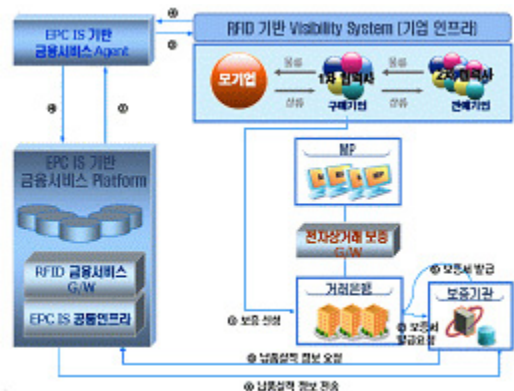 EPC IS 기반
금융서비스 Agent
RFID 기반 Visibility System (기업 인프라)
모기업
물류
1차 협력사
물류
2차 협력사
상류
구매기업
상류
판매기업
EPC IS 기반
금융서비스 Platform
MP
전자상거래 보증
G/W
RFID 금융서비스
G/W
EPC IS 공통인프라
거래은행
보증서 발급
보증기관
보증 신청
보증서
발급요청
납품실적 정보 요청
납품실적 정보 전송